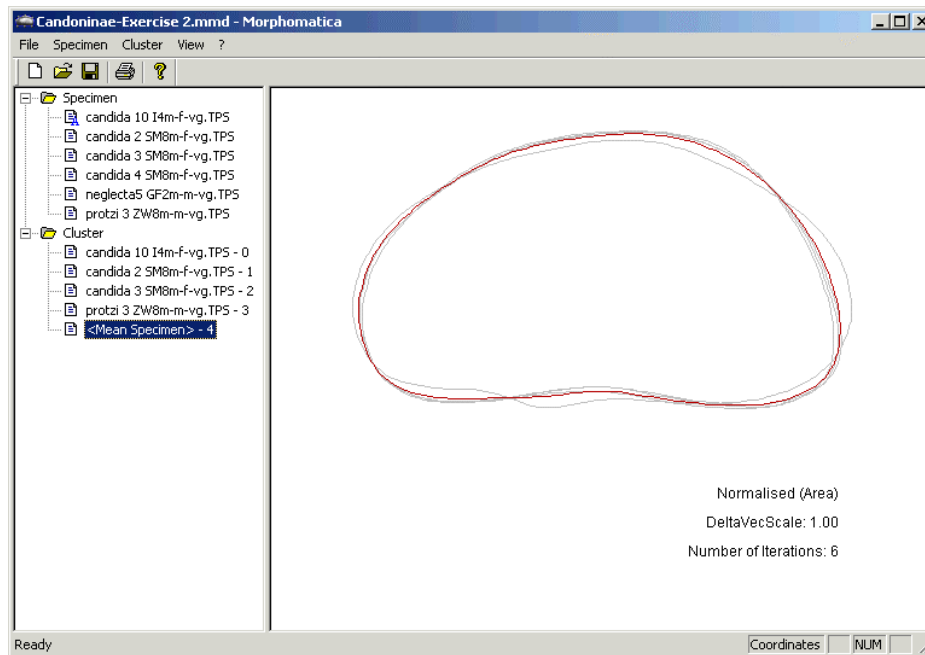 Candoninae-Exercise 2.mmd - Morphomatica
File Specimen Cluster View ?
Specimen
candida 10 I4m-f-vg.TPS
candida 2 SM8m-f-vg.TPS
candida 3 SM8m-f-vg.TPS
candida 4 SM8m-f-vg.TPS
neglecta5 GF2m-m-vg.TPS
protzi 3 ZW8m-m-vg.TPS
Cluster
candida 10 I4m-f-vg.TPS - 0
candida 2 SM8m-f-vg.TPS - 1
candida 3 SM8m-f-vg.TPS - 2
protzi 3 ZW8m-m-vg.TPS - 3
<Mean Specimen> - 4
Normalised (Area)
DeltaVecScale: 1.00
Number of Iterations: 6
Ready Coordinates NUM